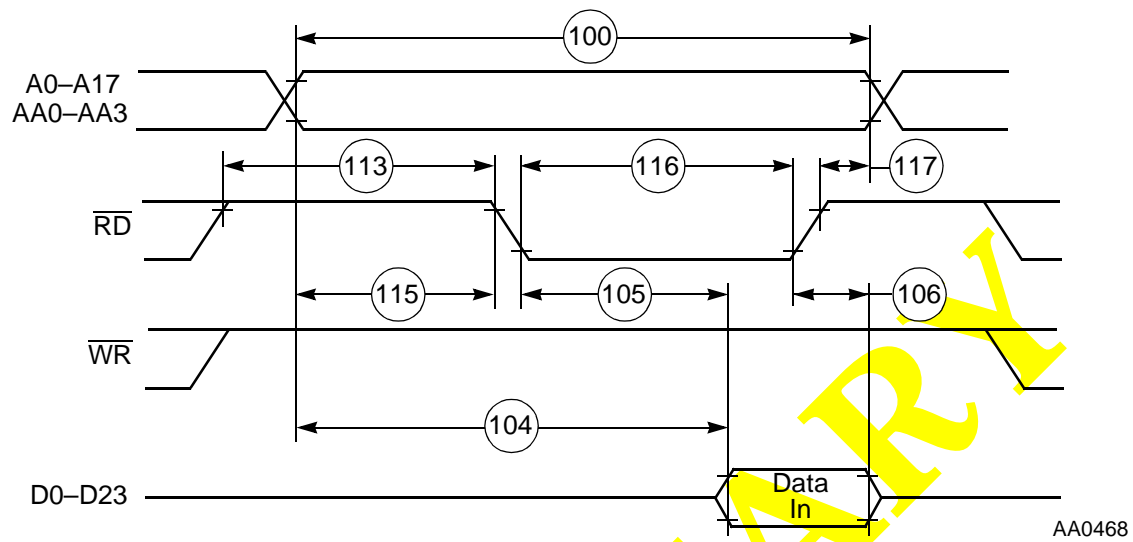 100
A0–A17
AA0–AA3
113
116
117
RD
115
105
106
WR
104
D0–D23
Data
In
AA0468
ARY